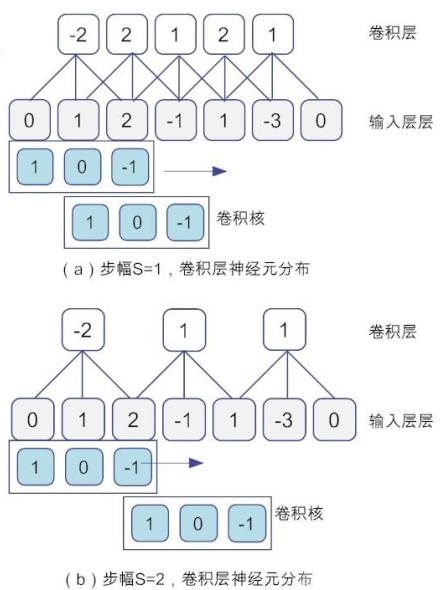 -2 2 1 2 1 卷积层
0 1 2 -1 1 -3 0 输入层层
1 0 -1
1 0 -1 卷积核
(a)步幅S=1,卷积层神经元分布
-2 1 1 卷积层
0 1 2 -1 1 -3 0 输入层层
1 0 -1
1 0 -1 卷积核
(b)步幅S=2,卷积层神经元分布